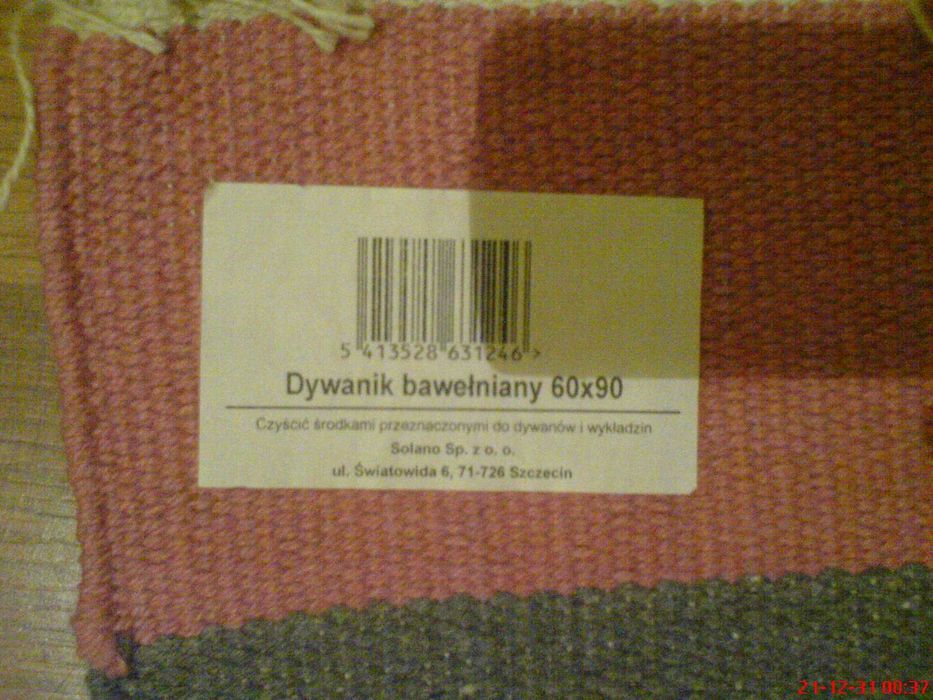 5 413528 631246 >
Dywanik bawełniany 60x90
Czyścić środkami przeznaczonymi do dywanów i wykładzin
Solano Sp. z o. o.
ul. Światowida 6, 71-726 Szczecin
21-12-31 00:37